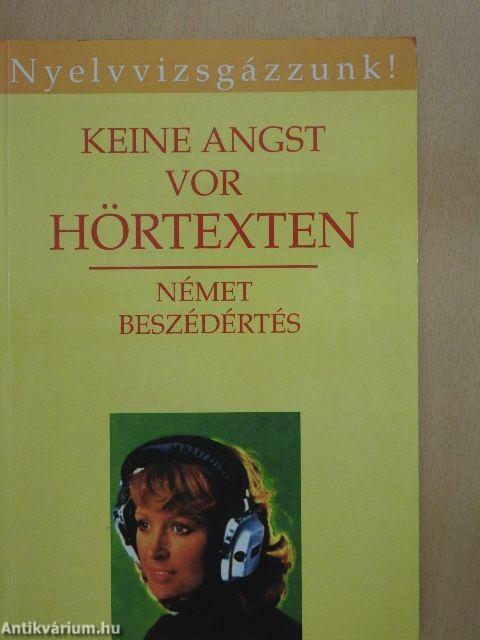 Nyelvvizsgázzunk!
KEINE ANGST
VOR
HÖRTEXTEN
NÉMET
BESZÉDÉRTÉS
Antikvárium.hu